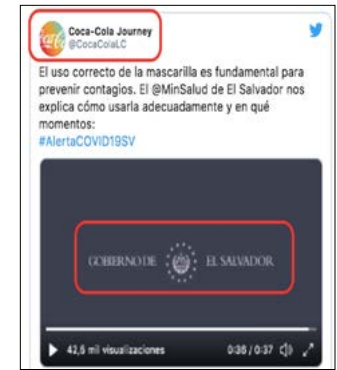 Coca-Cola Journey
@CocaColaLC
El uso correcto de la mascarilla es fundamental para
prevenir contagios. El @MinSalud de El Salvador nos
explica cómo usarla adecuadamente y en qué
momentos:
#AlertaCOVID19SV
GOBIERNO DE EL SALVADOR
42,6 mil visualizaciones 0:36 / 0:37